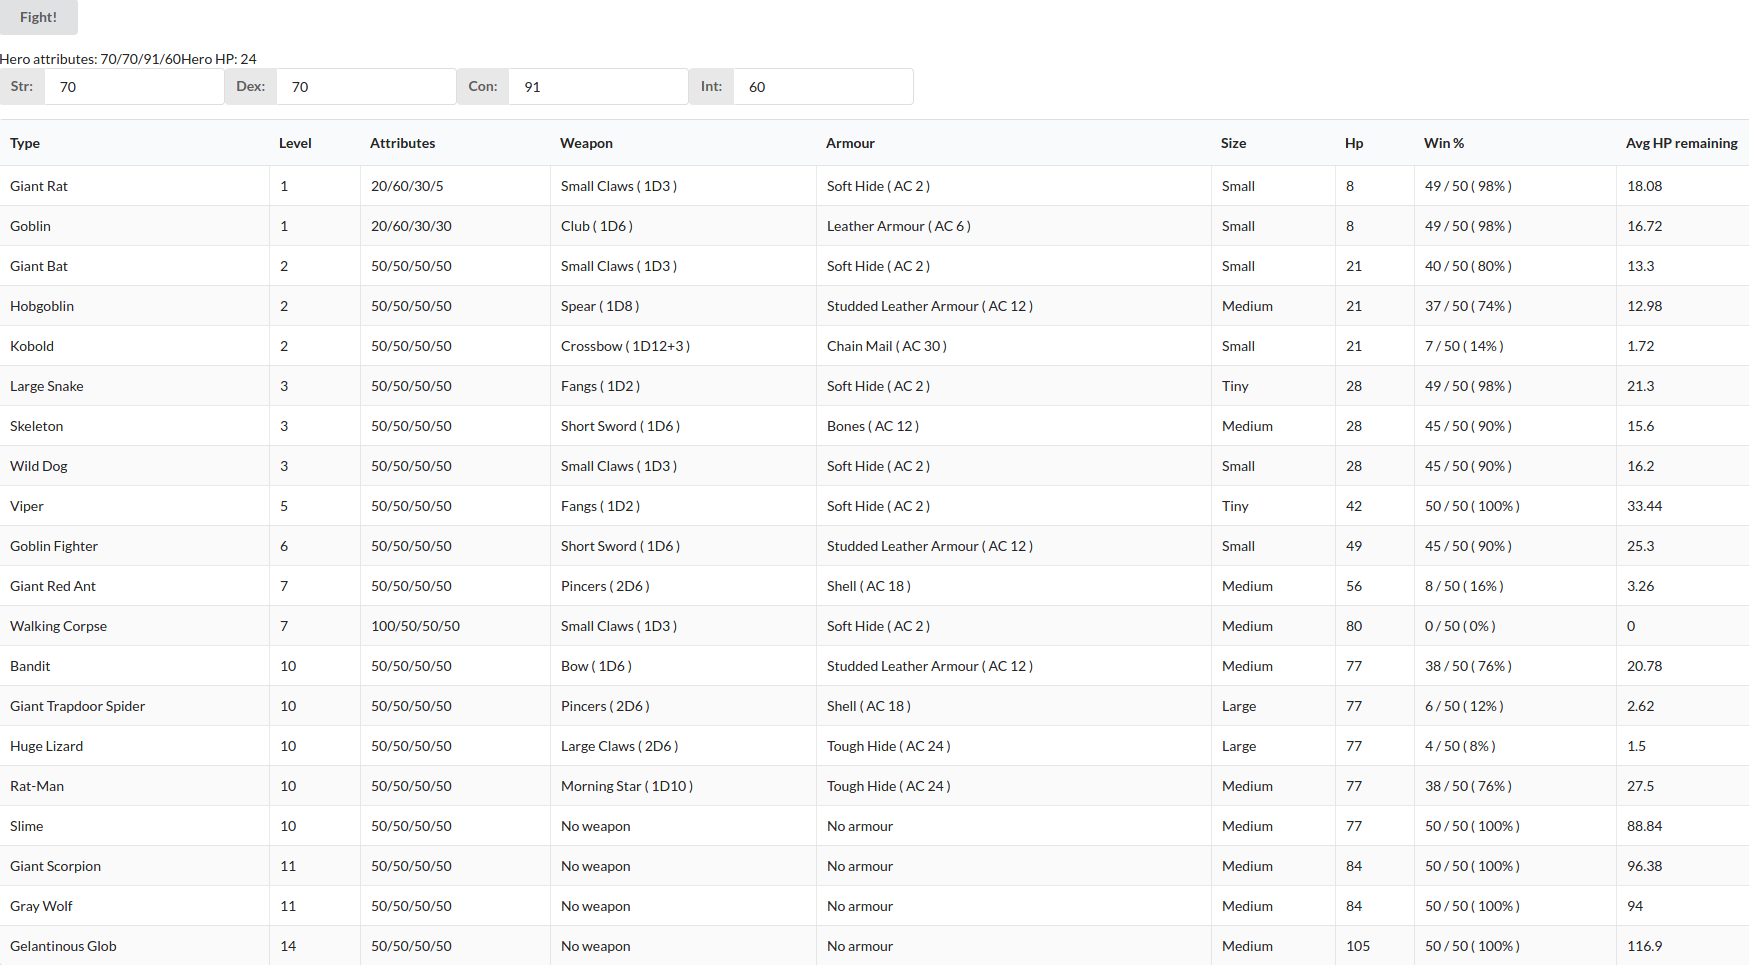 Fight!
Hero attributes: 70/70/91/60Hero HP: 24
Str: 70 Dex: 70 Con: 91 Int: 60
Type Level Attributes Weapon Armour Size Hp Win % Avg HP remaining
Giant Rat 1 20/60/30/5 Small Claws ( 1D3 ) Soft Hide ( AC 2 ) Small 8 49 / 50 ( 98% ) 18.08
Goblin 1 20/60/30/30 Club ( 1D6 ) Leather Armour ( AC 6 ) Small 8 49 / 50 ( 98% ) 16.72
Giant Bat 2 50/50/50/50 Small Claws ( 1D3 ) Soft Hide ( AC 2 ) Small 21 40 / 50 ( 80% ) 13.3
Hobgoblin 2 50/50/50/50 Spear ( 1D8 ) Studded Leather Armour ( AC 12 ) Medium 21 37 / 50 ( 74% ) 12.98
Kobold 2 50/50/50/50 Crossbow ( 1D12+3 ) Chain Mail ( AC 30 ) Small 21 7 / 50 ( 14% ) 1.72
Large Snake 3 50/50/50/50 Fangs ( 1D2 ) Soft Hide ( AC 2 ) Tiny 28 49 / 50 ( 98% ) 21.3
Skeleton 3 50/50/50/50 Short Sword ( 1D6 ) Bones ( AC 12 ) Medium 28 45 / 50 ( 90% ) 15.6
Wild Dog 3 50/50/50/50 Small Claws ( 1D3 ) Soft Hide ( AC 2 ) Small 28 45 / 50 ( 90% ) 16.2
Viper 5 50/50/50/50 Fangs ( 1D2 ) Soft Hide ( AC 2 ) Tiny 42 50 / 50 ( 100% ) 33.44
Goblin Fighter 6 50/50/50/50 Short Sword ( 1D6 ) Studded Leather Armour ( AC 12 ) Small 49 45 / 50 ( 90% ) 25.3
Giant Red Ant 7 50/50/50/50 Pincers ( 2D6 ) Shell ( AC 18 ) Medium 56 8 / 50 ( 16% ) 3.26
Walking Corpse 7 100/50/50/50 Small Claws ( 1D3 ) Soft Hide ( AC 2 ) Medium 80 0 / 50 ( 0% ) 0
Bandit 10 50/50/50/50 Bow ( 1D6 ) Studded Leather Armour ( AC 12 ) Medium 77 38 / 50 ( 76% ) 20.78
Giant Trapdoor Spider 10 50/50/50/50 Pincers ( 2D6 ) Shell ( AC 18 ) Large 77 6 / 50 ( 12% ) 2.62
Huge Lizard 10 50/50/50/50 Large Claws ( 2D6 ) Tough Hide ( AC 24 ) Large 77 4 / 50 ( 8% ) 1.5
Rat-Man 10 50/50/50/50 Morning Star ( 1D10 ) Tough Hide ( AC 24 ) Medium 77 38 / 50 ( 76% ) 27.5
Slime 10 50/50/50/50 No weapon No armour Medium 77 50 / 50 ( 100% ) 88.84
Giant Scorpion 11 50/50/50/50 No weapon No armour Medium 84 50 / 50 ( 100% ) 96.38
Gray Wolf 11 50/50/50/50 No weapon No armour Medium 84 50 / 50 ( 100% ) 94
Gelantinous Glob 14 50/50/50/50 No weapon No armour Medium 105 50 / 50 ( 100% ) 116.9